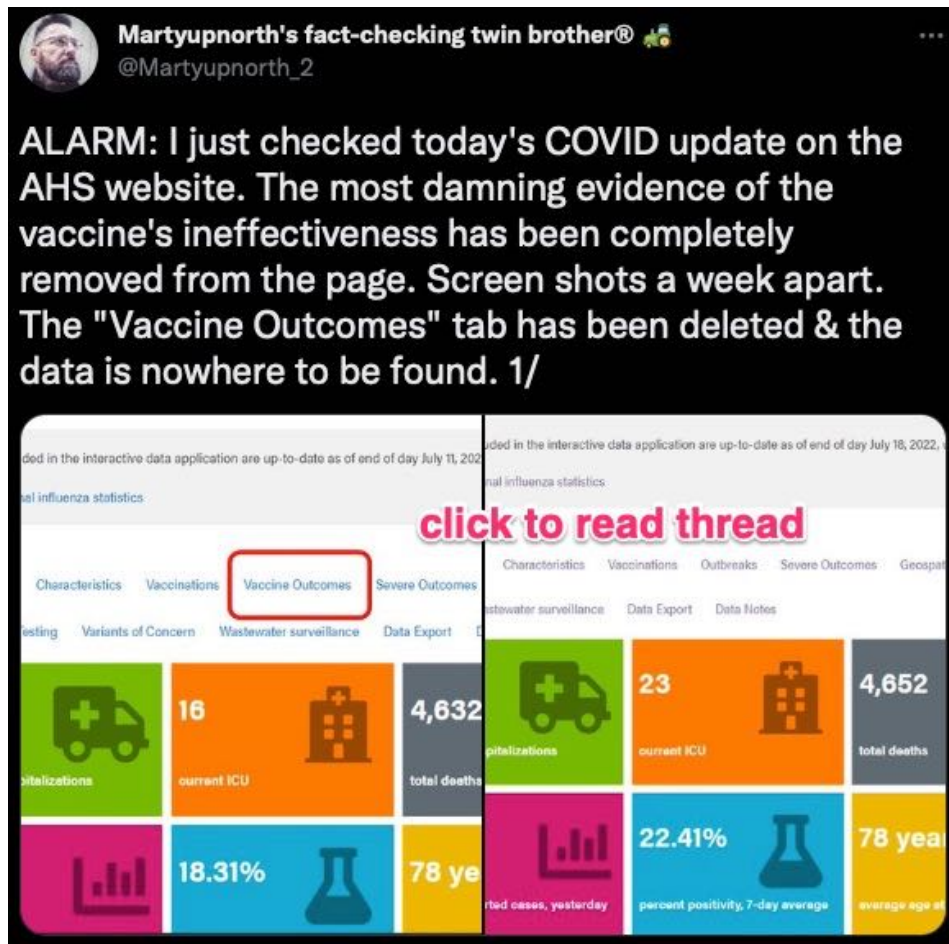 Martyupnorth's fact-checking twin brother® 🚜
@Martyupnorth_2
ALARM: I just checked today's COVID update on the
AHS website. The most damning evidence of the
vaccine's ineffectiveness has been completely
removed from the page. Screen shots a week apart.
The "Vaccine Outcomes" tab has been deleted & the
data is nowhere to be found. 1/
ded in the interactive data application are up-to-date as of end of day July 11, 202
al influenza statistics
Characteristics Vaccinations Vaccine Outcomes Severe Outcomes
esting Variants of Concern Wastewater surveillance Data Export
16
4,632
pitalizations current ICU total deaths
18.31%
78 ye
click to read thread
uded in the interactive data application are up-to-date as of end of day July 18, 2022,
nal influenza statistics
Characteristics Vaccinations Outbreaks Severe Outcomes Geospat
astewater surveillance Data Export Data Notes
23
4,652
pitalizations current ICU total deaths
22.41%
78 yea
rted cases, yesterday percent positivity, 7-day average average age at